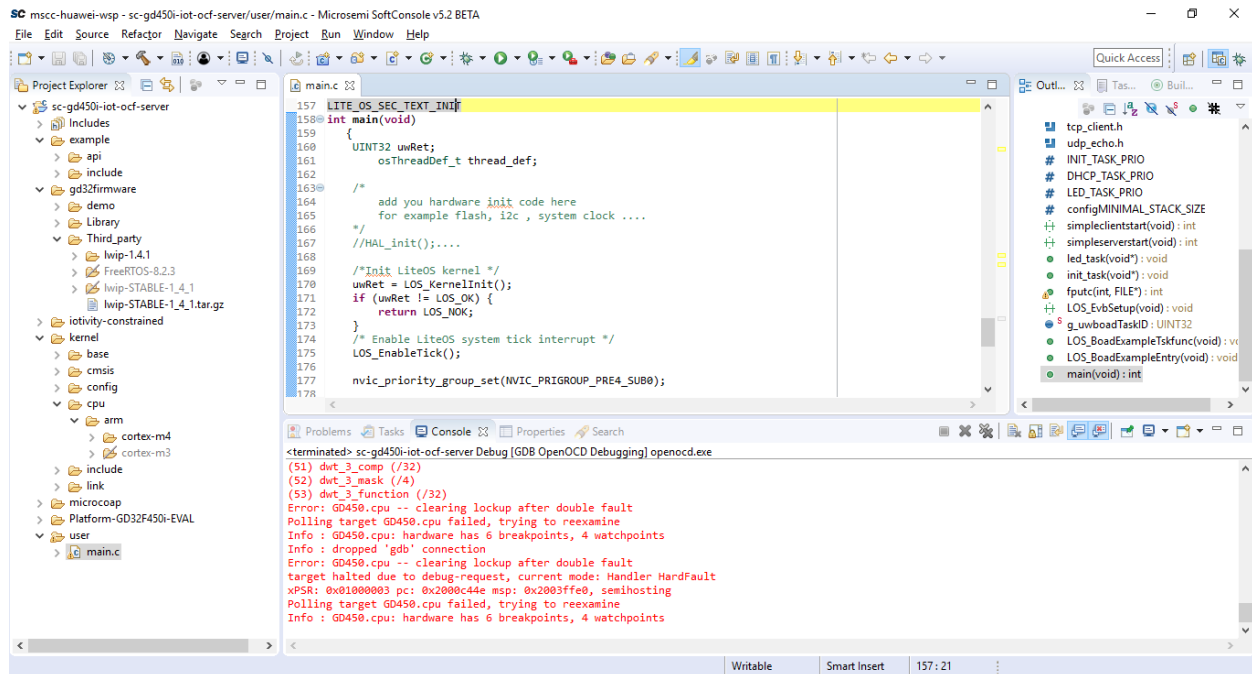 mscc-huawei-wsp - sc-gd450i-iot-ocf-server/user/main.c - Microsemi SoftConsole v5.2 BETA
File Edit Source Refactor Navigate Search Project Run Window Help
Quick Access
Project Explorer
sc-gd450i-iot-ocf-server
Includes
example
api
include
gd32firmware
demo
Library
Third_party
lwip-1.4.1
FreeRTOS-8.2.3
lwip-STABLE-1_4_1
lwip-STABLE-1_4_1.tar.gz
iotivity-constrained
kernel
base
cmsis
config
cpu
arm
cortex-m4
cortex-m3
include
link
microcoap
Platform-GD32F450i-EVAL
user
main.c
main.c
157 LITE_OS_SEC_TEXT_INIT
158 int main(void)
159 {
160 UINT32 uwRet;
161 osThreadDef_t thread_def;
162
163 /*
164 add you hardware init code here
165 for example flash, i2c , system clock ....
166 */
167 //HAL_init();....
168
169 /*Init LiteOS kernel */
170 uwRet = LOS_KernelInit();
171 if (uwRet != LOS_OK) {
172 return LOS_NOK;
173 }
174 /* Enable LiteOS system tick interrupt */
175 LOS_EnableTick();
176
177 nvic_priority_group_set(NVIC_PRIGROUP_PRE4_SUB0);
178
Outl... Tas... Buil...
tcp_client.h
udp_echo.h
INIT_TASK_PRIO
DHCP_TASK_PRIO
LED_TASK_PRIO
configMINIMAL_STACK_SIZE
simpleclientstart(void) : int
simpleserverstart(void) : int
led_task(void*) : void
init_task(void*) : void
fputc(int, FILE*) : int
LOS_EvbSetup(void) : void
g_uwboadTaskID : UINT32
LOS_BoadExampleTskfunc(void) : vo
LOS_BoadExampleEntry(void) : void
main(void) : int
Problems Tasks Console Properties Search
<terminated> sc-gd450i-iot-ocf-server Debug [GDB OpenOCD Debugging] openocd.exe
(51) dwt_3_comp (/32)
(52) dwt_3_mask (/4)
(53) dwt_3_function (/32)
Error: GD450.cpu -- clearing lockup after double fault
Polling target GD450.cpu failed, trying to reexamine
Info : GD450.cpu: hardware has 6 breakpoints, 4 watchpoints
Info : dropped 'gdb' connection
Error: GD450.cpu -- clearing lockup after double fault
target halted due to debug-request, current mode: Handler HardFault
xPSR: 0x01000003 pc: 0x2000c44e msp: 0x2003ffe0, semihosting
Polling target GD450.cpu failed, trying to reexamine
Info : GD450.cpu: hardware has 6 breakpoints, 4 watchpoints
Writable Smart Insert 157 : 21